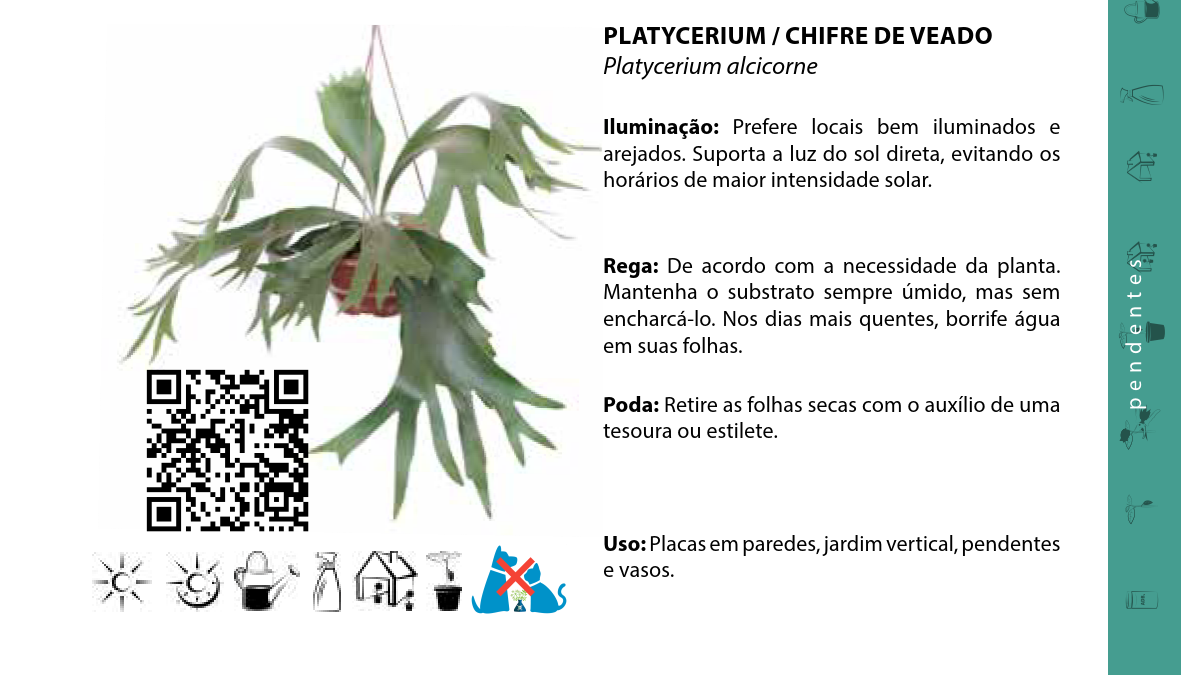 PLATYCERIUM / CHIFRE DE VEADO
Platycerium alcicorne
Iluminação: Prefere locais bem iluminados e
arejados. Suporta a luz do sol direta, evitando os
horários de maior intensidade solar.
Rega: De acordo com a necessidade da planta.
Mantenha o substrato sempre úmido, mas sem
encharcá-lo. Nos dias mais quentes, borrife água
em suas folhas.
Poda: Retire as folhas secas com o auxílio de uma
tesoura ou estilete.
Uso: Placas em paredes, jardim vertical, pendentes
e vasos.
pendentes